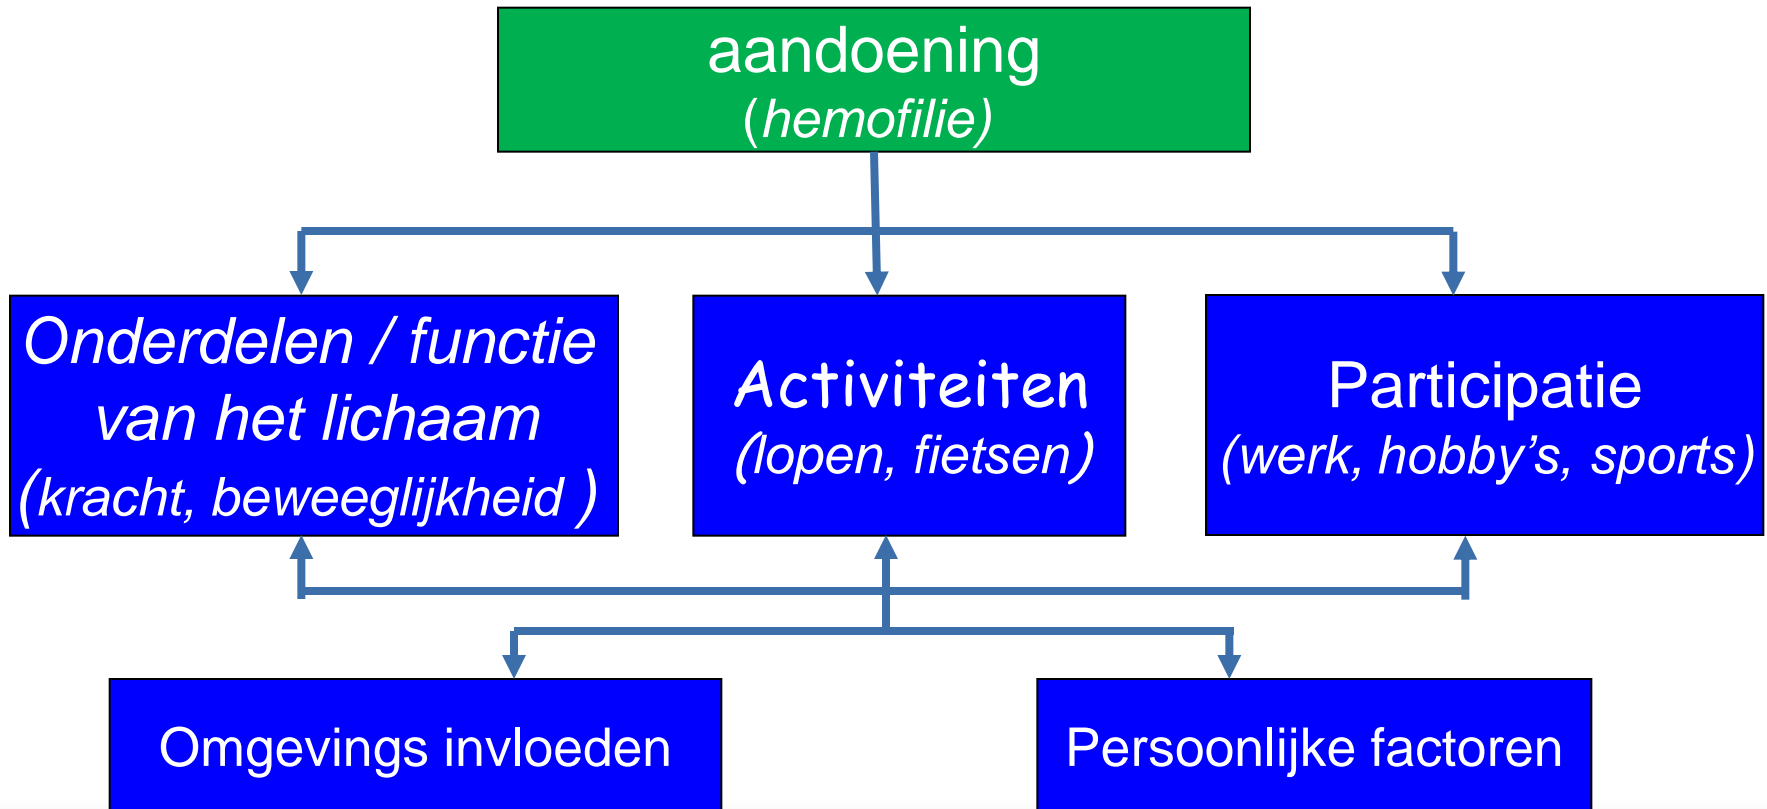 aandoening
(hemofilie)
Onderdelen / functie
van het lichaam
(kracht, beweeglijkheid )
Activiteiten
(lopen, fietsen)
Participatie
(werk, hobby’s, sports)
Omgevings invloeden
Persoonlijke factoren